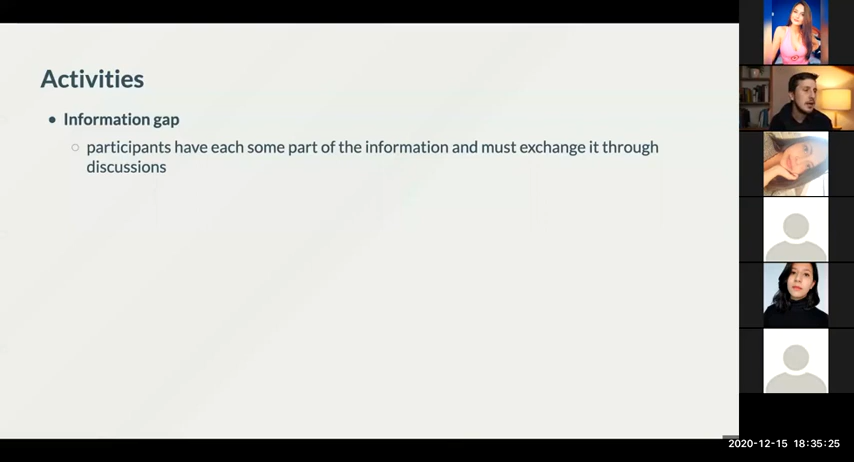 Activities
Information gap
participants have each some part of the information and must exchange it through
discussions
2020-12-15 18:35:25